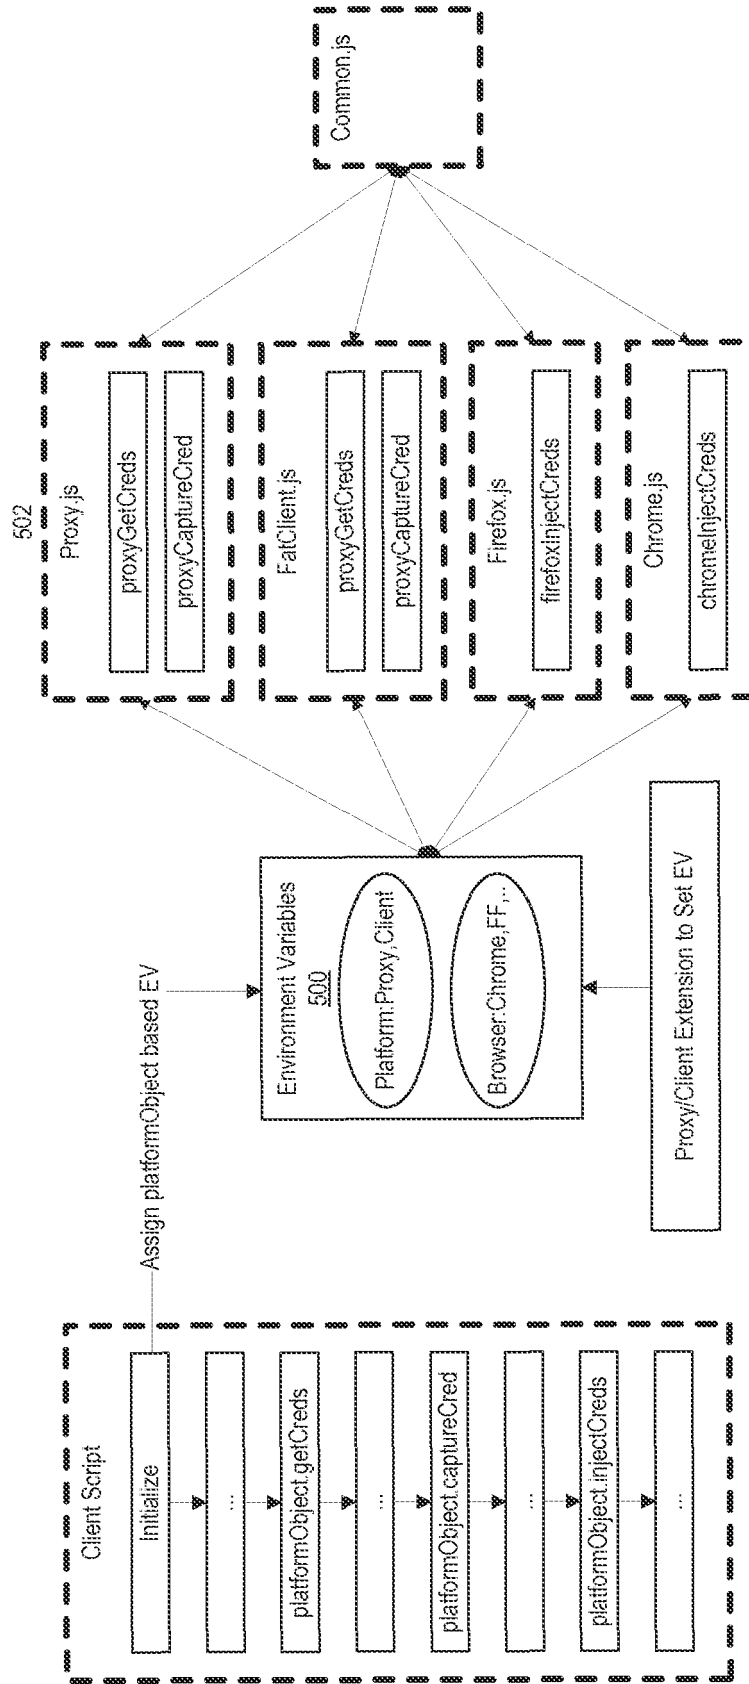 Client Script
Initialize
...
platformObject.getCreds
...
platformObject.captureCred
...
platformObject.injectCreds
...
Assign platformObject based EV
Environment Variables
500
Platform:Proxy,Client
Browser:Chrome,FF,..
Proxy/Client Extension to Set EV
502
Proxy.js
proxyGetCreds
proxyCaptureCred
FatClient.js
proxyGetCreds
proxyCaptureCred
Firefox.js
firefoxInjectCreds
Chrome.js
chromeInjectCreds
Common.js